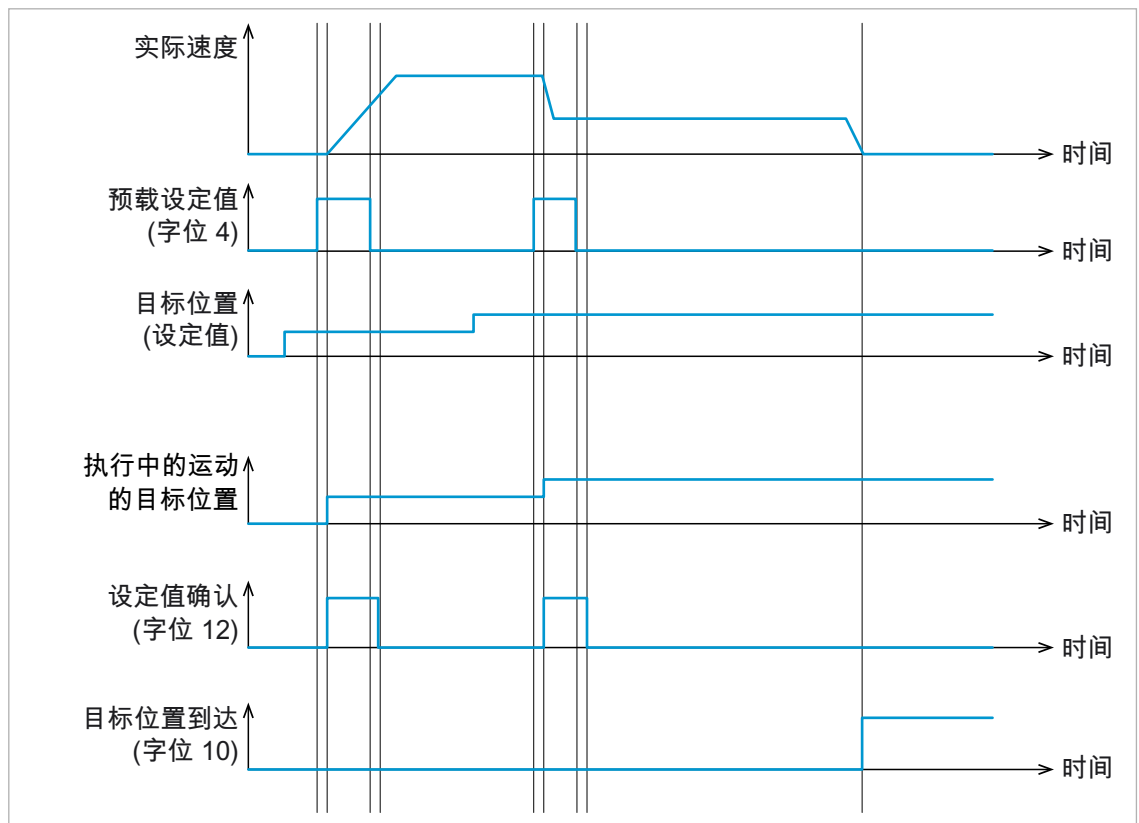 实际速度
时间
预载设定值
(字位 4)
时间
目标位置
(设定值)
时间
执行中的运动
的目标位置
时间
设定值确认
(字位 12)
时间
目标位置到达
(字位 10)
时间